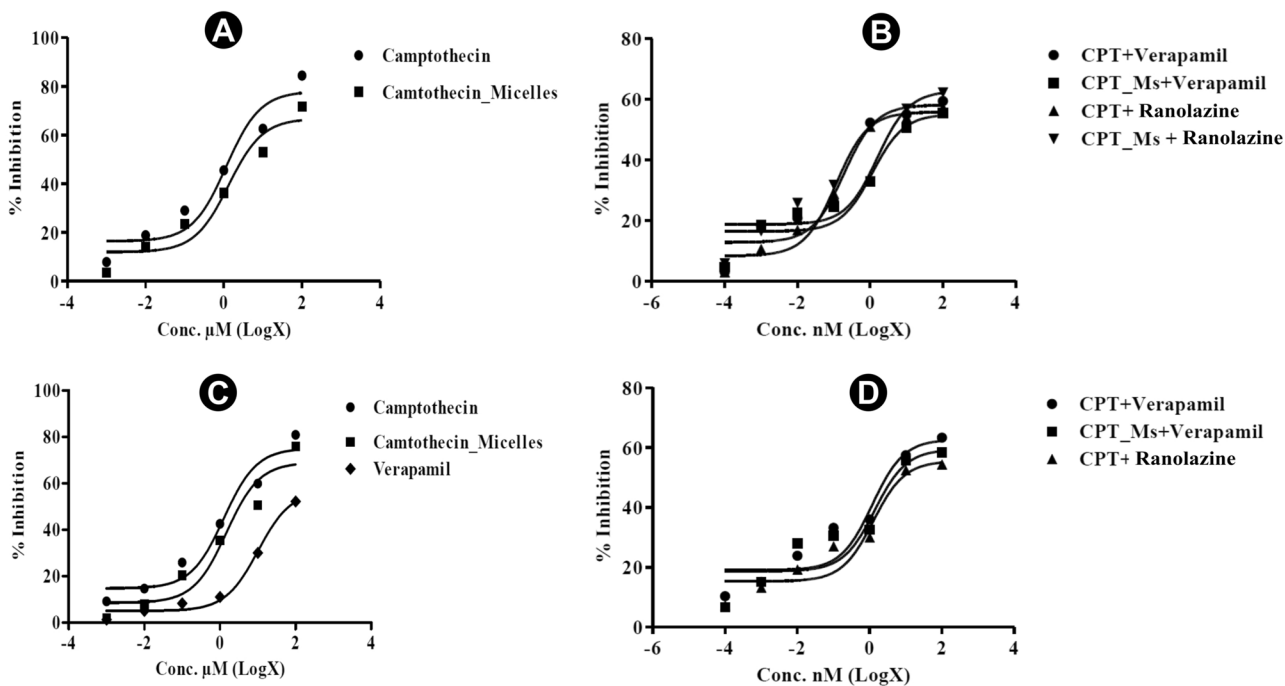 A
% Inhibition
100
80
60
40
20
0
-4
-2
0
2
4
Conc. µM (LogX)
Camptothecin
Camtothecin_Micelles
B
% Inhibition
80
60
40
20
0
-6
-4
-2
0
2
4
Conc. nM (LogX)
CPT+Verapamil
CPT_Ms+Verapamil
CPT+ Ranolazine
CPT_Ms + Ranolazine
C
% Inhibition
100
80
60
40
20
0
-4
-2
0
2
4
Conc. µM (LogX)
Camptothecin
Camtothecin_Micelles
Verapamil
D
% Inhibition
80
60
40
20
0
-6
-4
-2
0
2
4
Conc. nM (LogX)
CPT+Verapamil
CPT_Ms+Verapamil
CPT+ Ranolazine